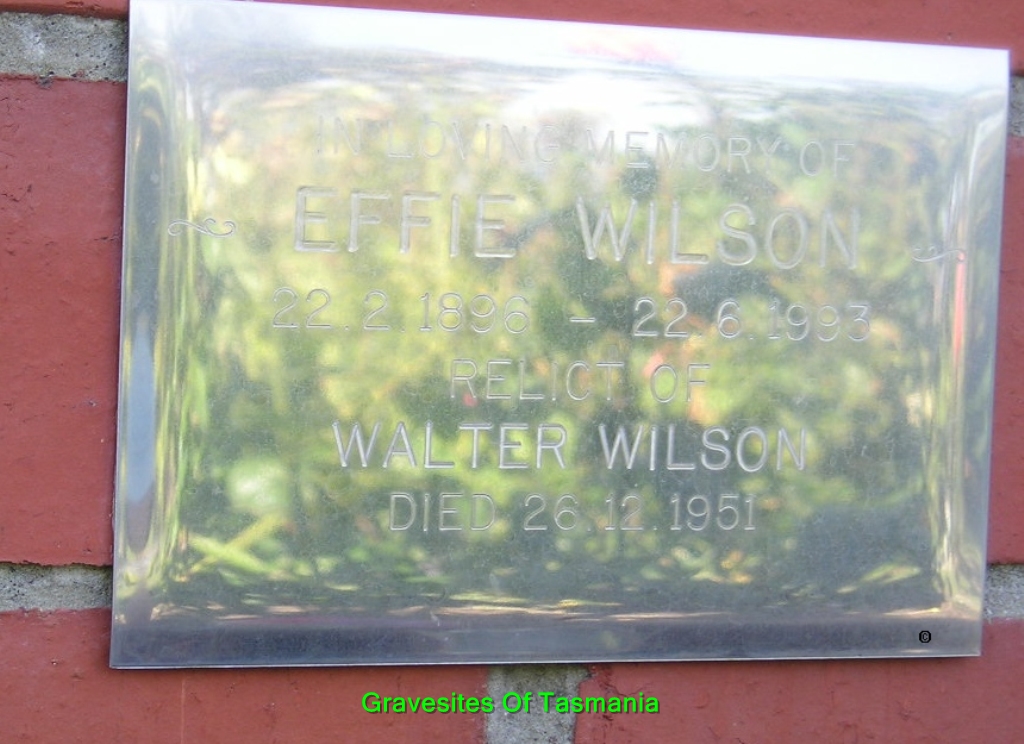 IN LOVING MEMORY OF
EFFIE WILSON
22.2.1896 - 22.6.1993
RELICT OF
WALTER WILSON
DIED 26.12.1951
©
Gravesites Of Tasmania